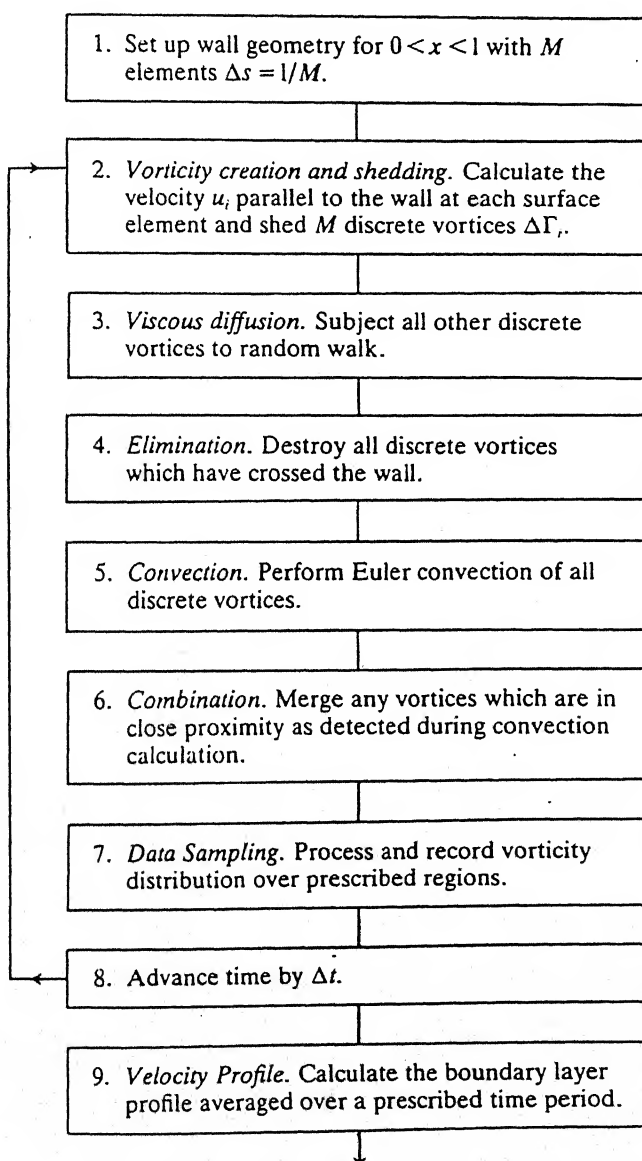 1. Set up wall geometry for 0 < x < 1 with M
elements Δs = 1/M.
2. Vorticity creation and shedding. Calculate the
velocity uᵢ parallel to the wall at each surface
element and shed M discrete vortices ΔΓᵢ.
3. Viscous diffusion. Subject all other discrete
vortices to random walk.
4. Elimination. Destroy all discrete vortices
which have crossed the wall.
5. Convection. Perform Euler convection of all
discrete vortices.
6. Combination. Merge any vortices which are in
close proximity as detected during convection
calculation.
7. Data Sampling. Process and record vorticity
distribution over prescribed regions.
8. Advance time by Δt.
9. Velocity Profile. Calculate the boundary layer
profile averaged over a prescribed time period.